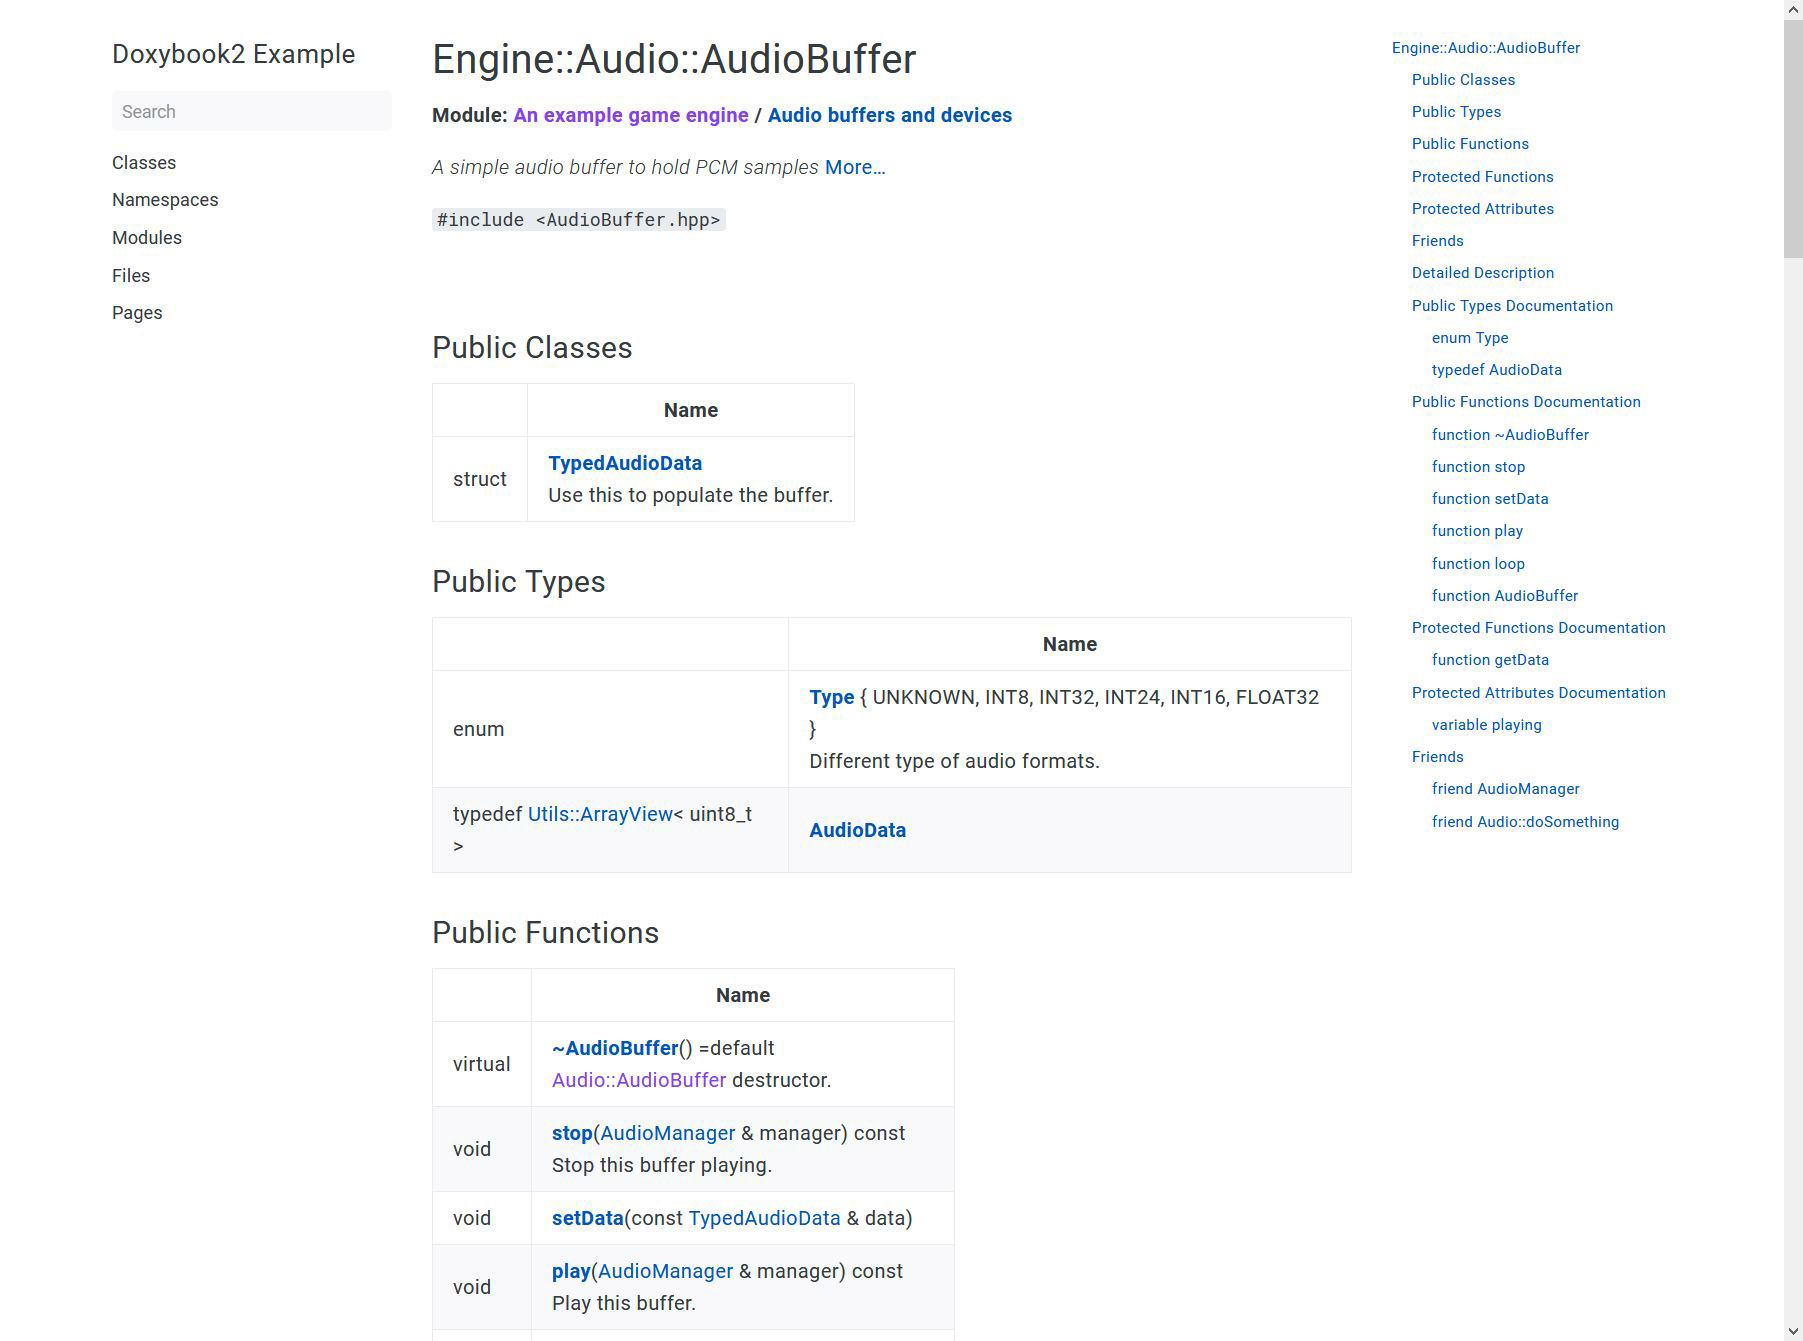 Doxybook2 Example
Search
Classes
Namespaces
Modules
Files
Pages
Engine::Audio::AudioBuffer
Module: An example game engine / Audio buffers and devices
A simple audio buffer to hold PCM samples More…
#include <AudioBuffer.hpp>
Public Classes
Name
struct
TypedAudioData
Use this to populate the buffer.
Public Types
Name
enum
Type { UNKNOWN, INT8, INT32, INT24, INT16, FLOAT32
}
Different type of audio formats.
typedef Utils::ArrayView< uint8_t
>
AudioData
Public Functions
Name
virtual
~AudioBuffer() =default
Audio::AudioBuffer destructor.
void
stop(AudioManager & manager) const
Stop this buffer playing.
void
setData(const TypedAudioData & data)
void
play(AudioManager & manager) const
Play this buffer.
Engine::Audio::AudioBuffer
Public Classes
Public Types
Public Functions
Protected Functions
Protected Attributes
Friends
Detailed Description
Public Types Documentation
enum Type
typedef AudioData
Public Functions Documentation
function ~AudioBuffer
function stop
function setData
function play
function loop
function AudioBuffer
Protected Functions Documentation
function getData
Protected Attributes Documentation
variable playing
Friends
friend AudioManager
friend Audio::doSomething